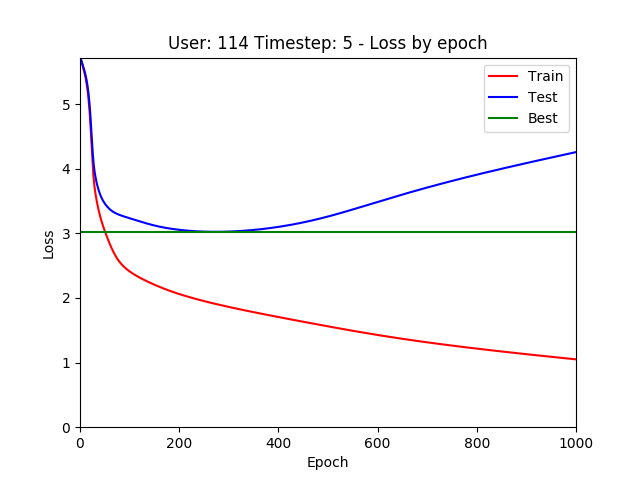 User: 114 Timestep: 5 - Loss by epoch
Train
Test
Best
Loss
5
4
3
2
1
0
0 200 400 600 800 1000
Epoch